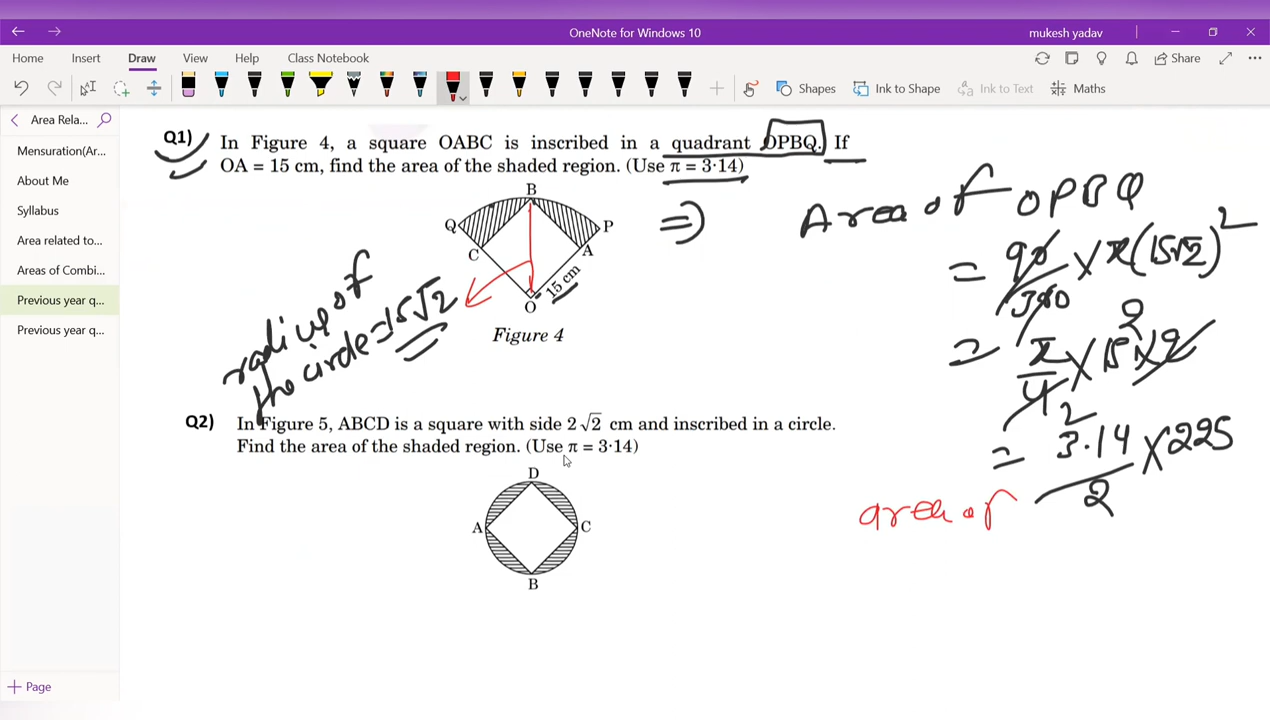 OneNote for Windows 10
mukesh yadav
Home Insert Draw View Help Class Notebook
Share
Shapes Ink to Shape Ink to Text Maths
Area Rela...
Mensuration(Ar...
About Me
Syllabus
Area related to...
Areas of Combi...
Previous year q...
Previous year q...
+ Page
Q1) In Figure 4, a square OABC is inscribed in a quadrant OPBQ. If
OA = 15 cm, find the area of the shaded region. (Use π = 3·14)
B
Q
P
C
A
O
15 cm
Figure 4
radius of
the circle = 15√2
⇒ Area of OPBQ
= 90/360 × π(15√2)²
= π/4 × 15² × 2
2
= 3.14/2 × 225
area of
Q2) In Figure 5, ABCD is a square with side 2√2 cm and inscribed in a circle.
Find the area of the shaded region. (Use π = 3·14)
D
A
C
B